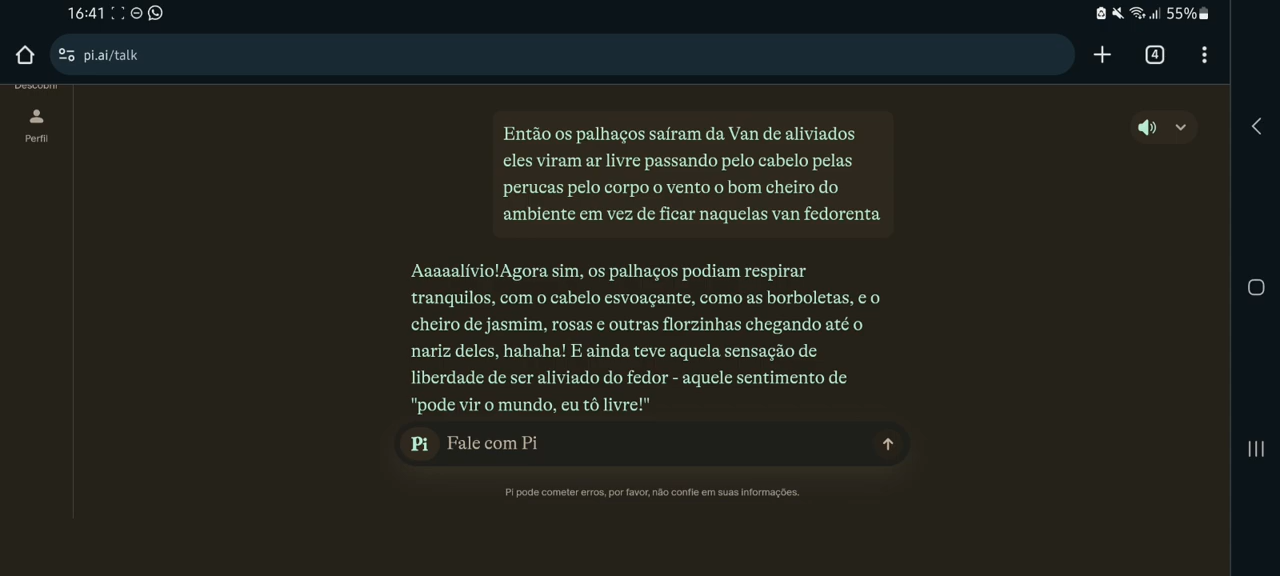 16:41
55%
pi.ai/talk
4
Descobrir
Perfil
Então os palhaços saíram da Van de aliviados
eles viram ar livre passando pelo cabelo pelas
perucas pelo corpo o vento o bom cheiro do
ambiente em vez de ficar naquelas van fedorenta
Aaaaalívio!Agora sim, os palhaços podiam respirar
tranquilos, com o cabelo esvoaçante, como as borboletas, e o
cheiro de jasmim, rosas e outras florzinhas chegando até o
nariz deles, hahaha! E ainda teve aquela sensação de
liberdade de ser aliviado do fedor - aquele sentimento de
"pode vir o mundo, eu tô livre!"
Pi Fale com Pi
Pi pode cometer erros, por favor, não confie em suas informações.